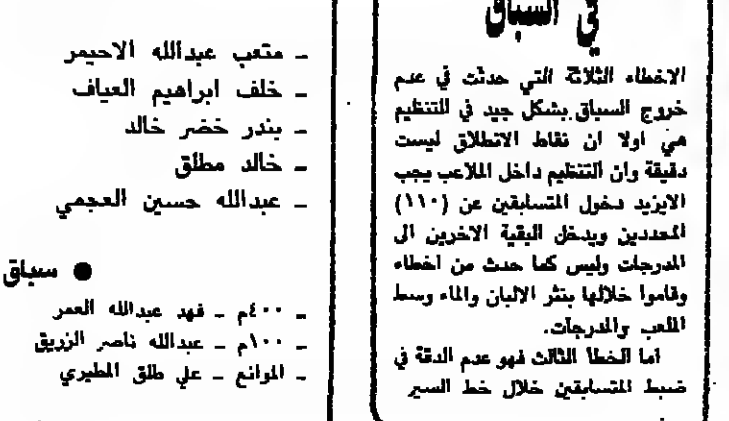 في السباق
الاخطاء الثلاثة التي حدثت في عدم
خروج السباق بشكل جيد في التنظيم
هي اولا ان نقاط الانطلاق ليست
دقيقة وان التنظيم داخل الملاعب يجب
الايزيد دخول المتسابقين عن (١١٠)
المحددين ويدخل البقية الاخرين الى
المدرجات وليس كما حدث من اخطاء
وقاموا خلالها بنثر الالبان والماء وسط
الملعب والمدرجات.
اما الخطأ الثالث فهو عدم الدقة في
ضبط المتسابقين خلال خط السير
ـ متعب عبدالله الاحيمر
ـ خلف ابراهيم العياف
ـ بندر خضر خالد
ـ خالد مطلق
ـ عبدالله حسين العجمي
● سباق
ـ ٤٠٠م ـ فهد عبدالله العمر
ـ ١٠٠م ـ عبدالله ناصر الزريق
ـ الموانع ـ علي طلق المطيري